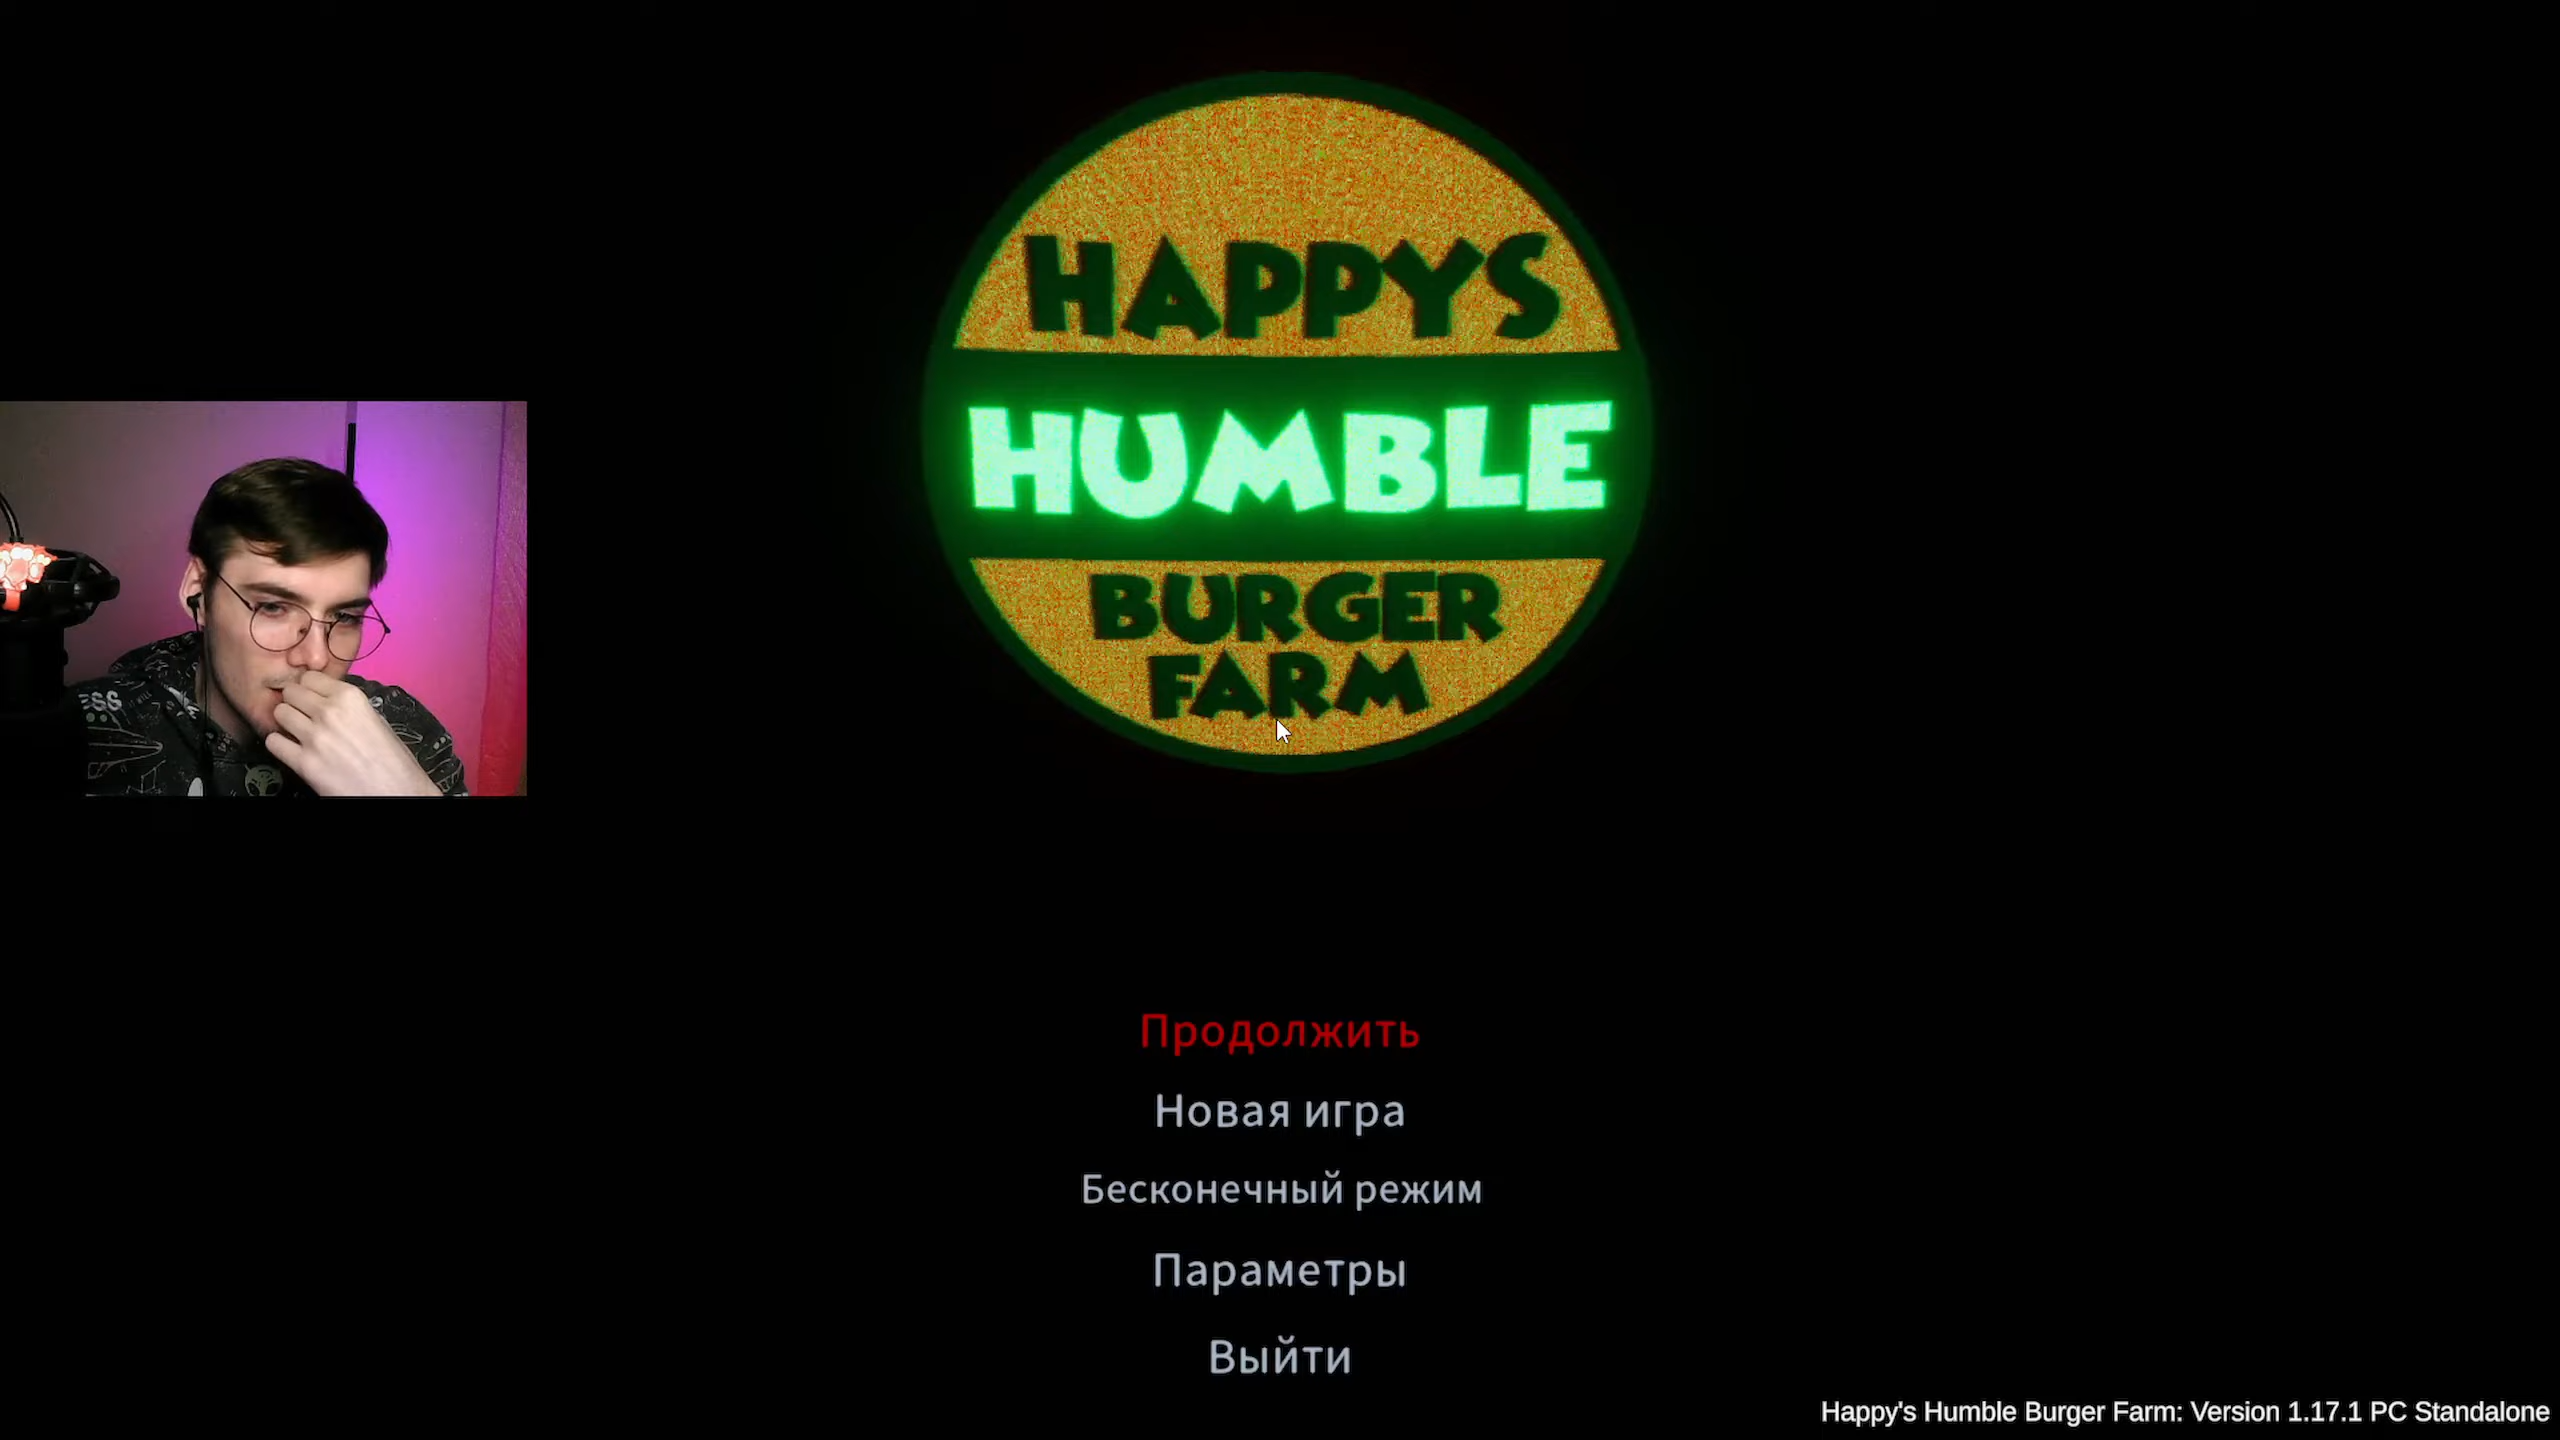 HAPPYS
HUMBLE
BURGER
FARM
Продолжить
Новая игра
Бесконечный режим
Параметры
Выйти
Happy's Humble Burger Farm: Version 1.17.1 PC Standalone